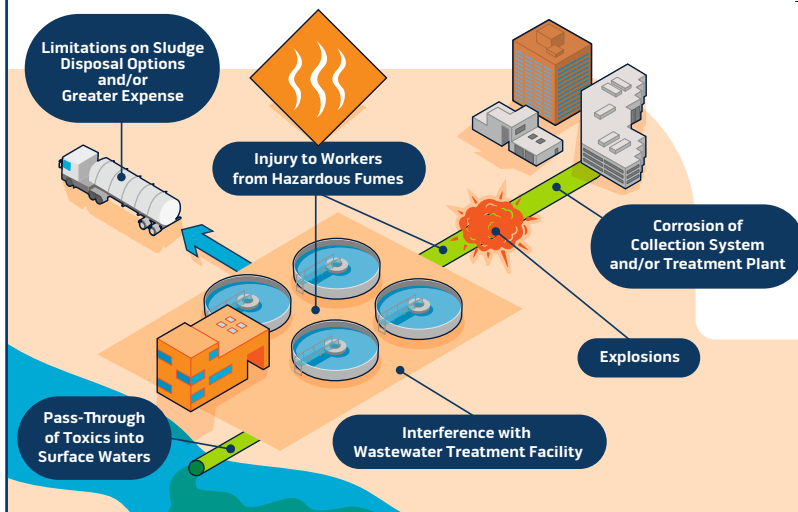 Limitations on Sludge
Disposal Options
and/or
Greater Expense
Injury to Workers
from Hazardous Fumes
Corrosion of
Collection System
and/or Treatment Plant
Explosions
Pass-Through
of Toxics into
Surface Waters
Interference with
Wastewater Treatment Facility